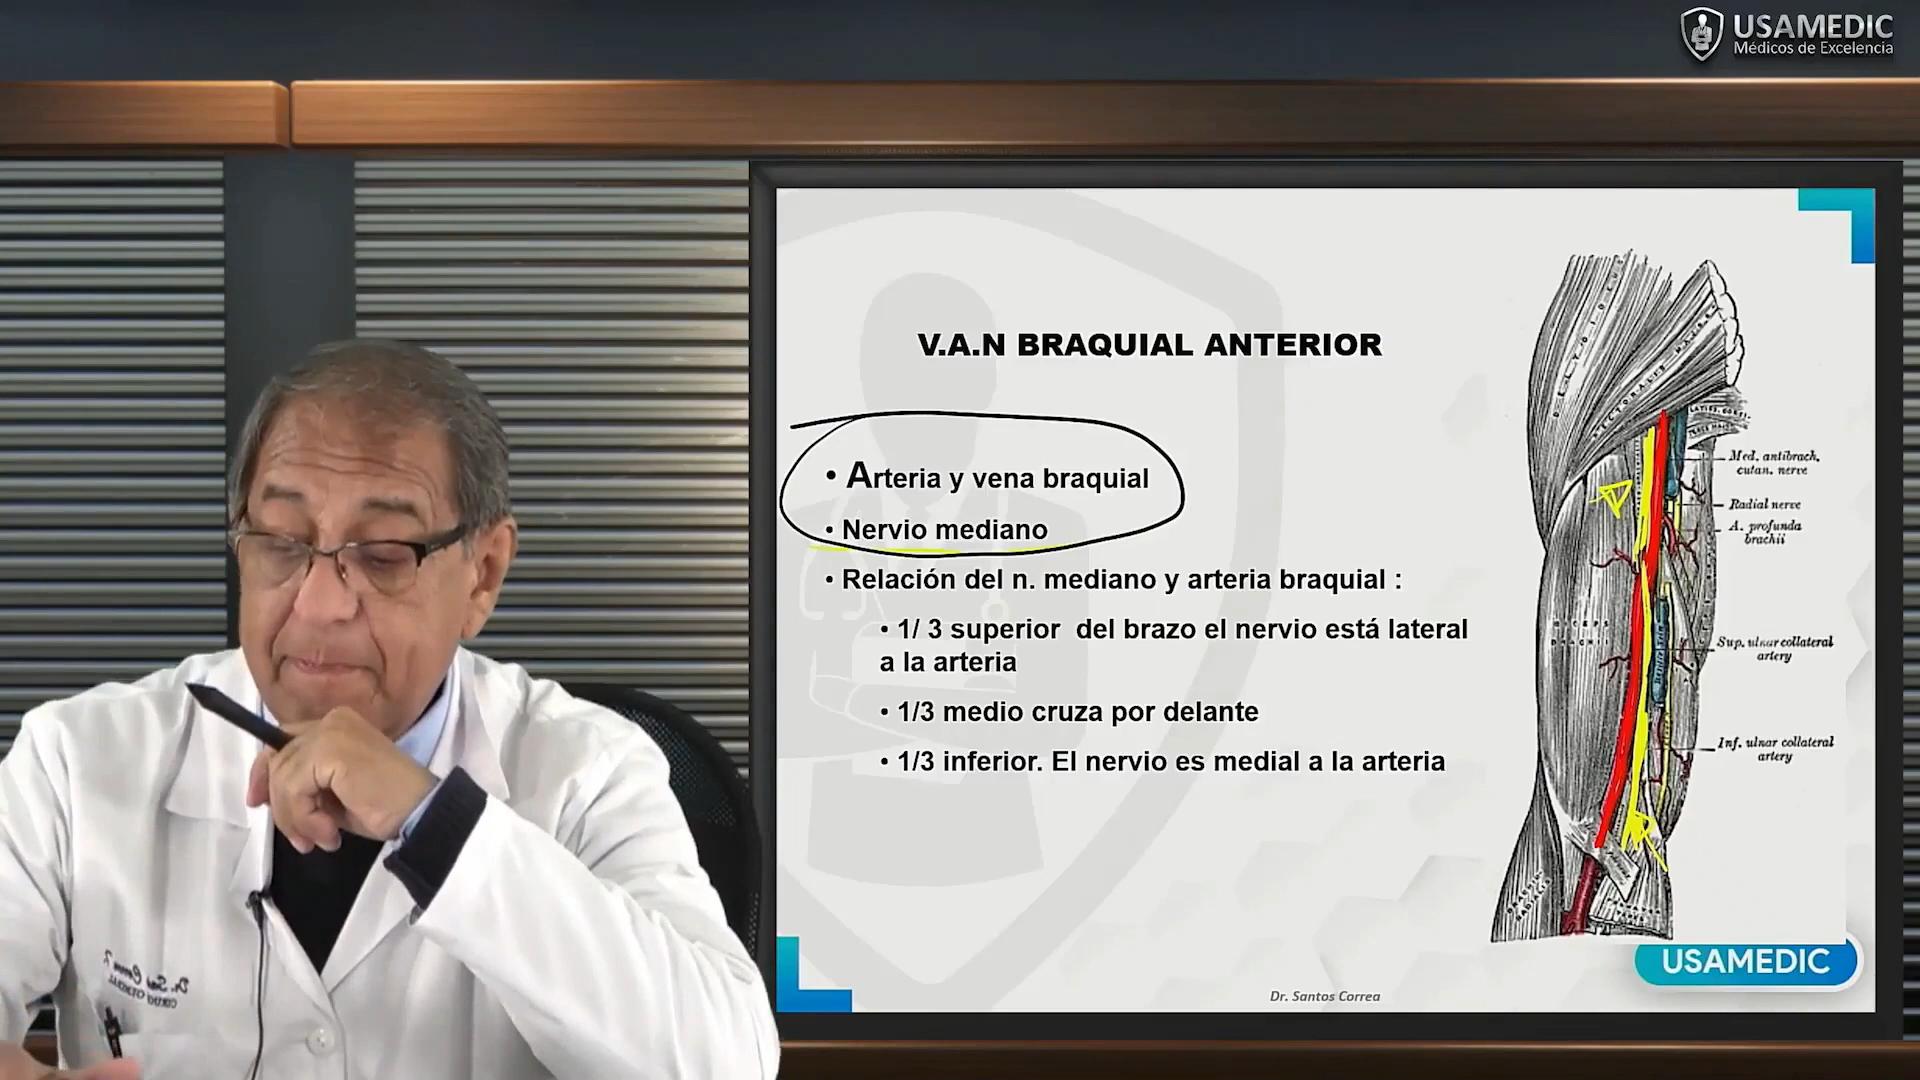 USAMEDIC
Médicos de Excelencia
V.A.N BRAQUIAL ANTERIOR
• Arteria y vena braquial
• Nervio mediano
• Relación del n. mediano y arteria braquial :
• 1/ 3 superior del brazo el nervio está lateral
a la arteria
• 1/3 medio cruza por delante
• 1/3 inferior. El nervio es medial a la arteria
Med. antibrach.
cutan. nerve
Radial nerve
A. profunda
brachii
Sup. ulnar collateral
artery
Inf. ulnar collateral
artery
USAMEDIC
Dr. Santos Correa